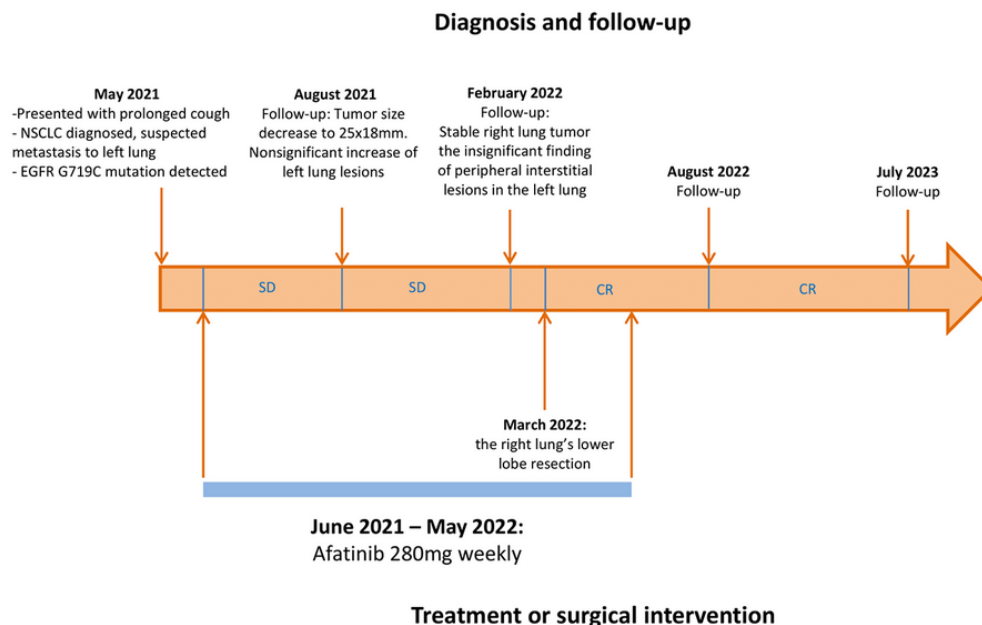 Diagnosis and follow-up
May 2021
-Presented with prolonged cough
- NSCLC diagnosed, suspected
metastasis to left lung
- EGFR G719C mutation detected
August 2021
Follow-up: Tumor size
decrease to 25x18mm.
Nonsignificant increase of
left lung lesions
February 2022
Follow-up:
Stable right lung tumor
the insignificant finding
of peripheral interstitial
lesions in the left lung
August 2022
Follow-up
July 2023
Follow-up
SD
SD
CR
CR
March 2022:
the right lung’s lower
lobe resection
June 2021 – May 2022:
Afatinib 280mg weekly
Treatment or surgical intervention